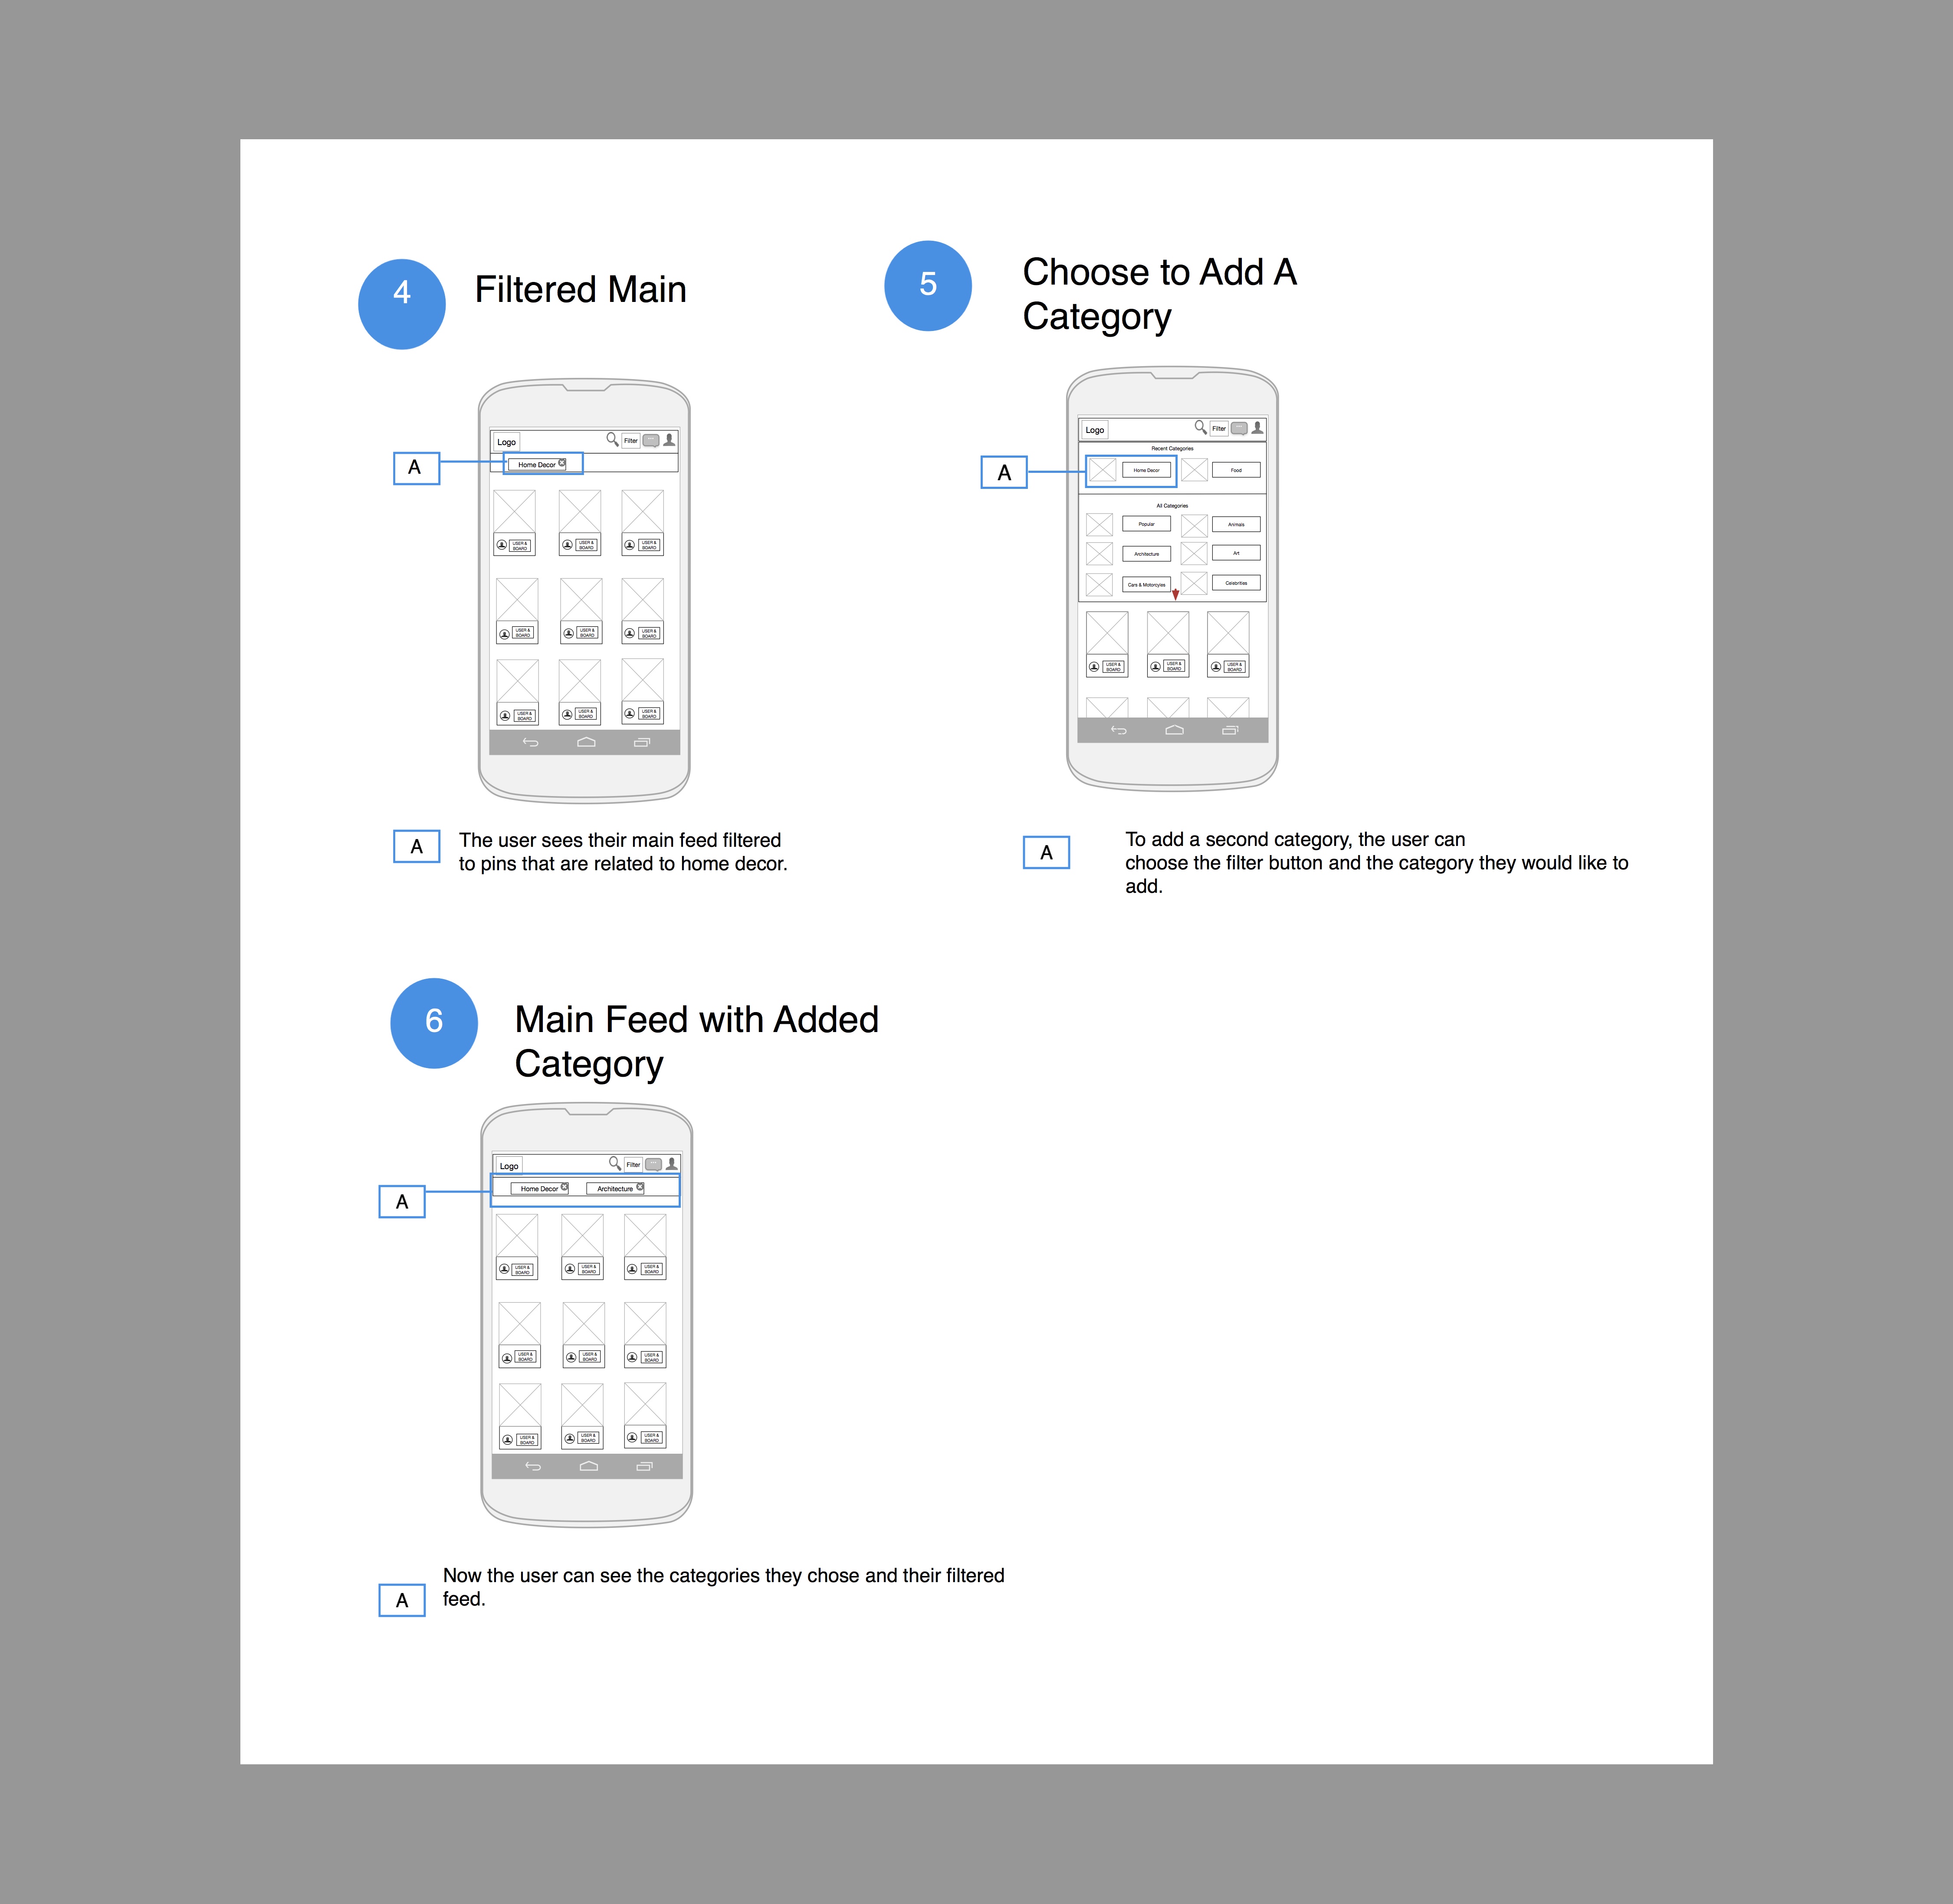 4
Filtered Main
Logo
Filter
A
Home Decor
USER &
BOARD
USER &
BOARD
USER &
BOARD
USER &
BOARD
USER &
BOARD
USER &
BOARD
USER &
BOARD
USER &
BOARD
USER &
BOARD
A
The user sees their main feed filtered
to pins that are related to home decor.
5
Choose to Add A
Category
Logo
Filter
Recent Categories
A
Home Decor
Food
All Categories
Popular
Animals
Architecture
Art
Cars & Motorcyles
Celebrities
USER &
BOARD
USER &
BOARD
USER &
BOARD
A
To add a second category, the user can
choose the filter button and the category they would like to
add.
6
Main Feed with Added
Category
Logo
Filter
A
Home Decor
Architecture
USER &
BOARD
USER &
BOARD
USER &
BOARD
USER &
BOARD
USER &
BOARD
USER &
BOARD
USER &
BOARD
USER &
BOARD
USER &
BOARD
A
Now the user can see the categories they chose and their filtered
feed.